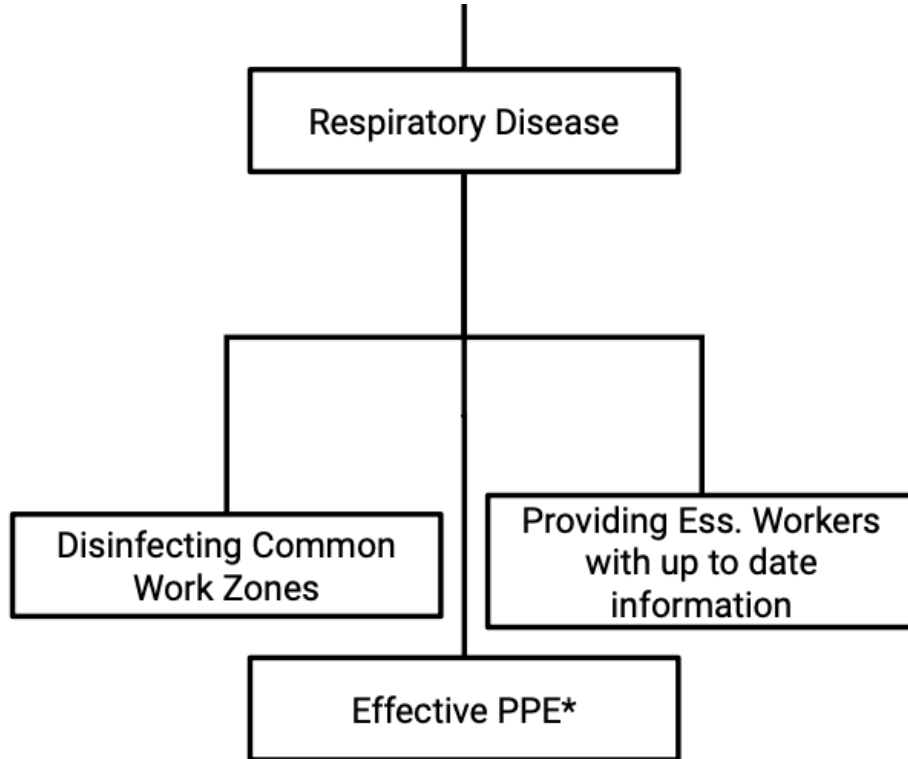 Respiratory Disease
Disinfecting Common
Work Zones
Providing Ess. Workers
with up to date
information
Effective PPE*